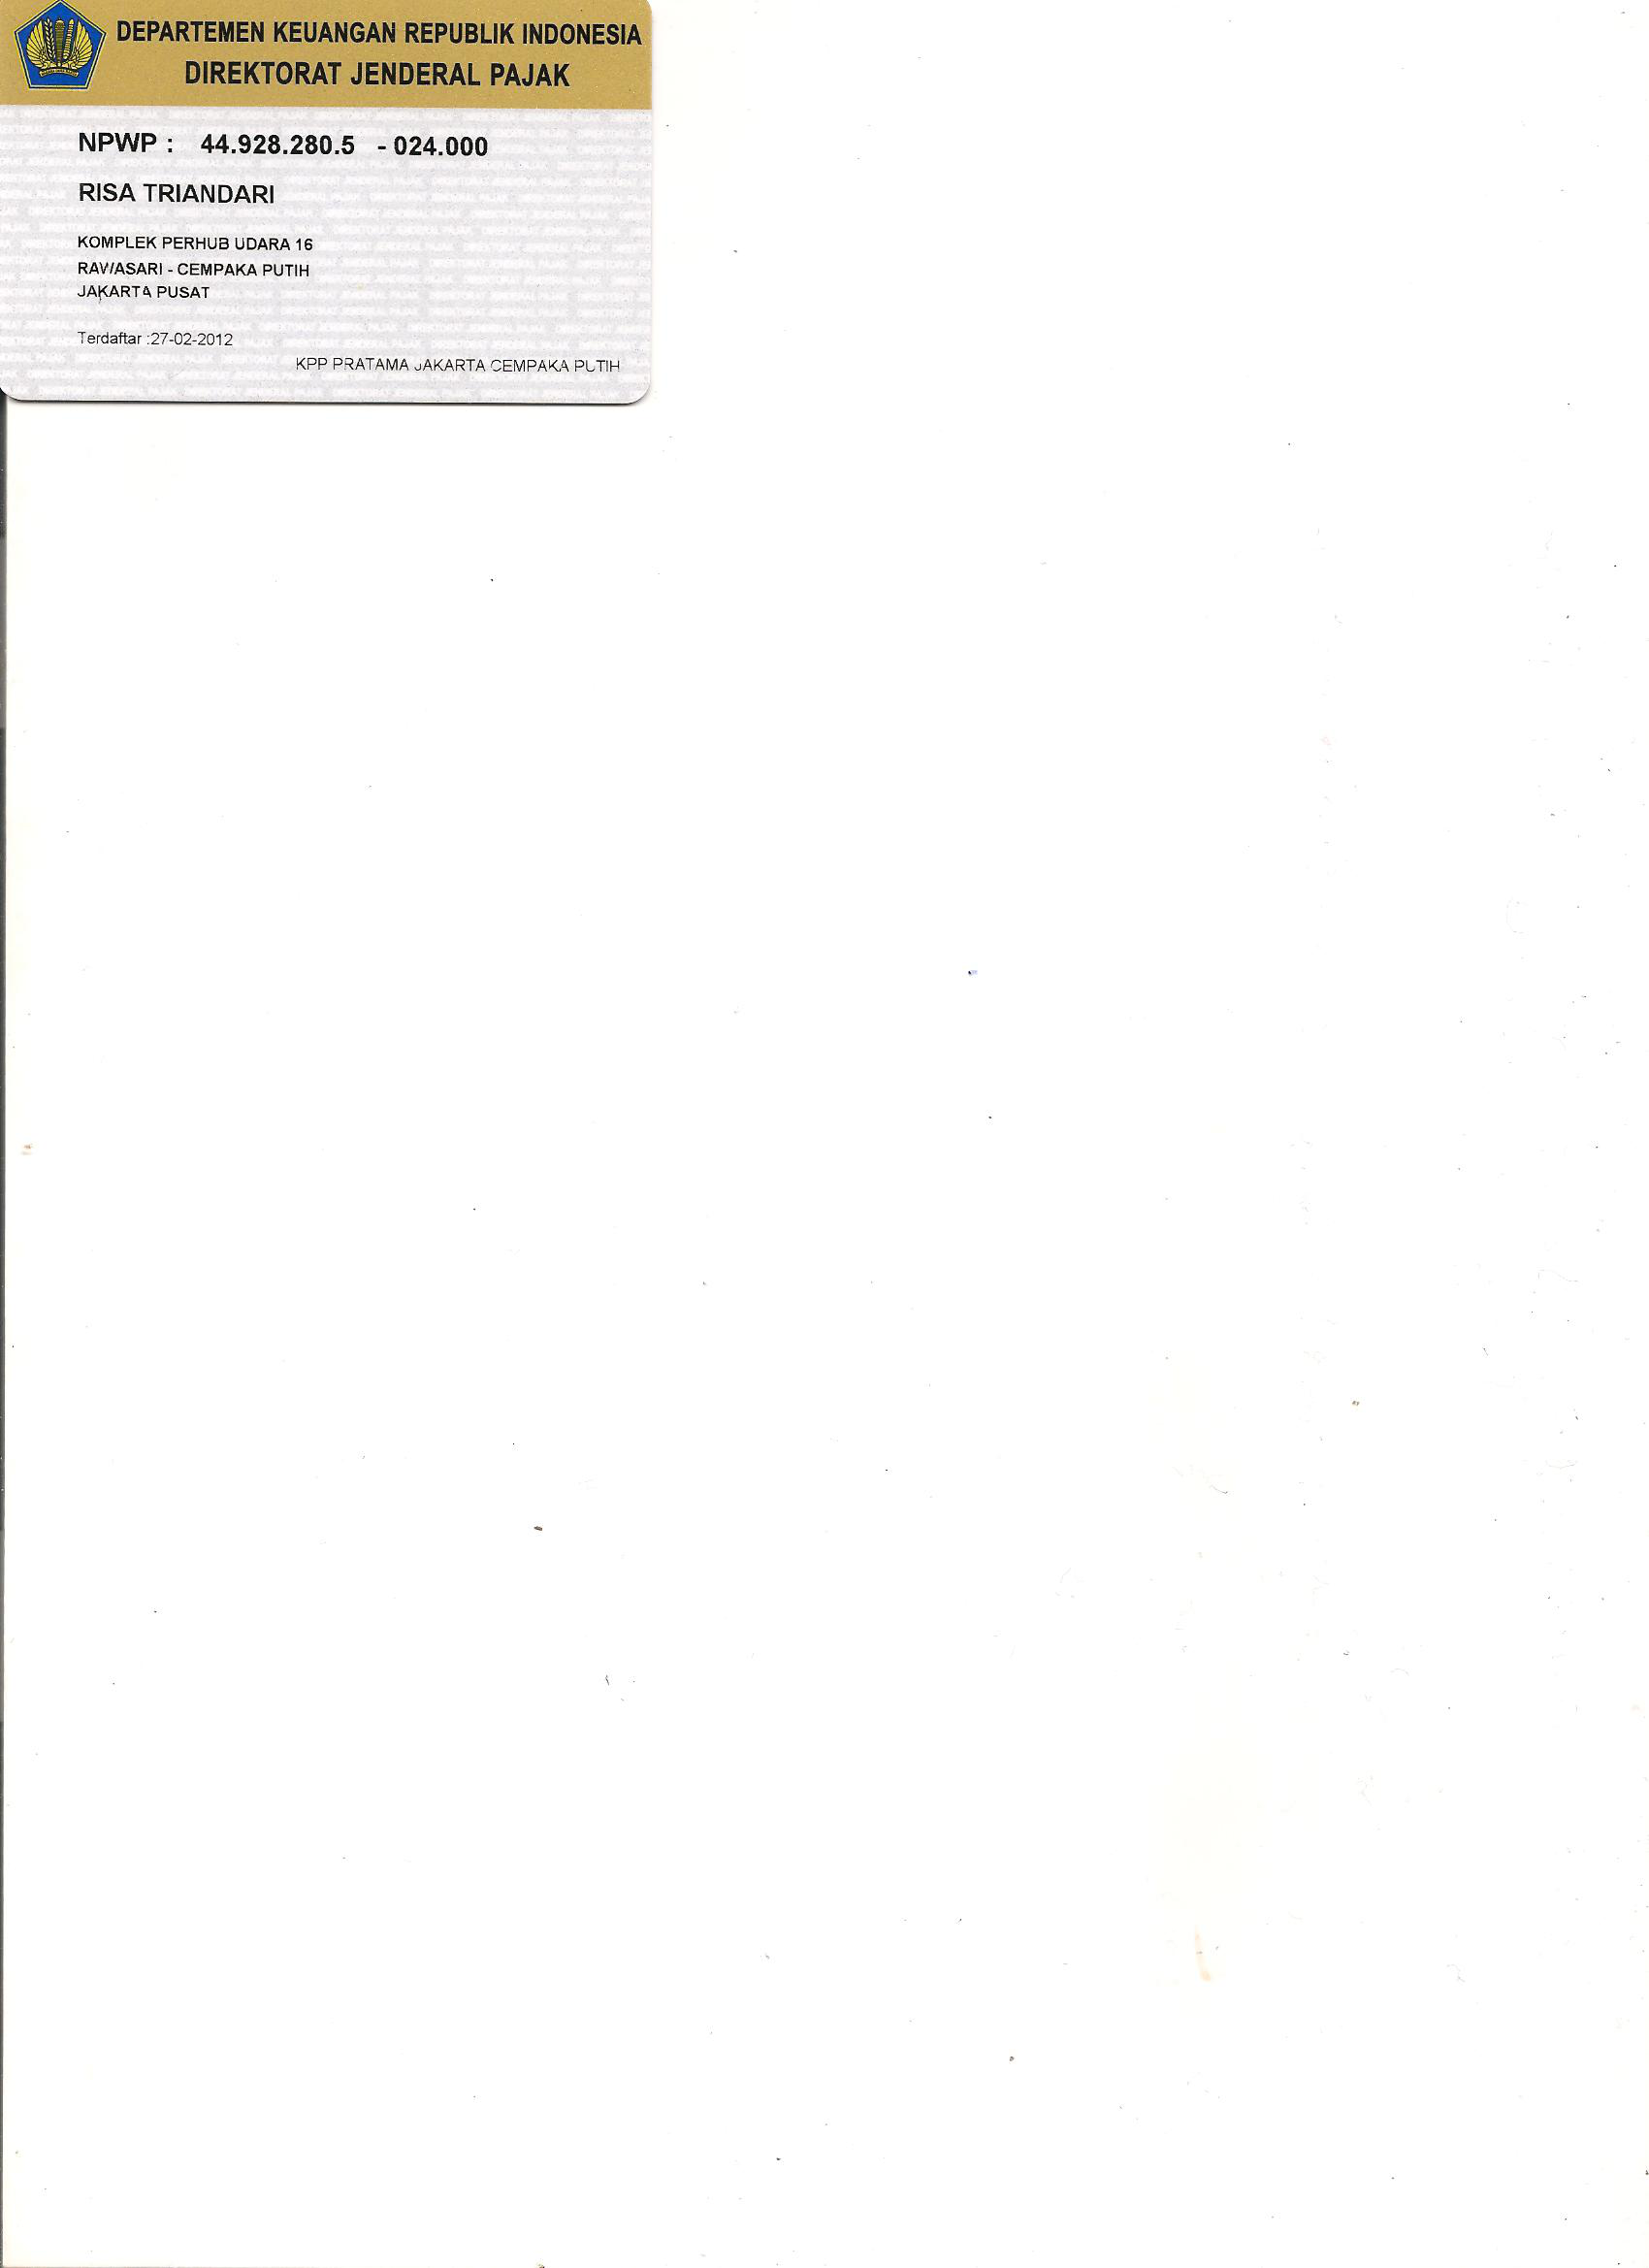 DEPARTEMEN KEUANGAN REPUBLIK INDONESIA
DIREKTORAT JENDERAL PAJAK
NPWP : 44.928.280.5 - 024.000
RISA TRIANDARI
KOMPLEK PERHUB UDARA 16
RAWASARI - CEMPAKA PUTIH
JAKARTA PUSAT
Terdaftar :27-02-2012
KPP PRATAMA JAKARTA CEMPAKA PUTIH